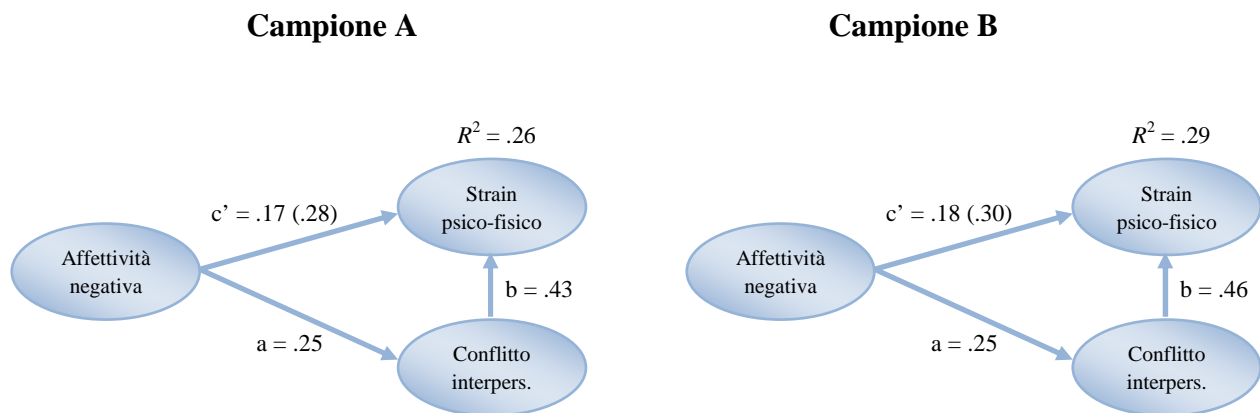 Campione A
R² = .26
Strain
psico-fisico
c’ = .17 (.28)
Affettività
negativa
b = .43
a = .25
Conflitto
interpers.
Campione B
R² = .29
Strain
psico-fisico
c’ = .18 (.30)
Affettività
negativa
b = .46
a = .25
Conflitto
interpers.